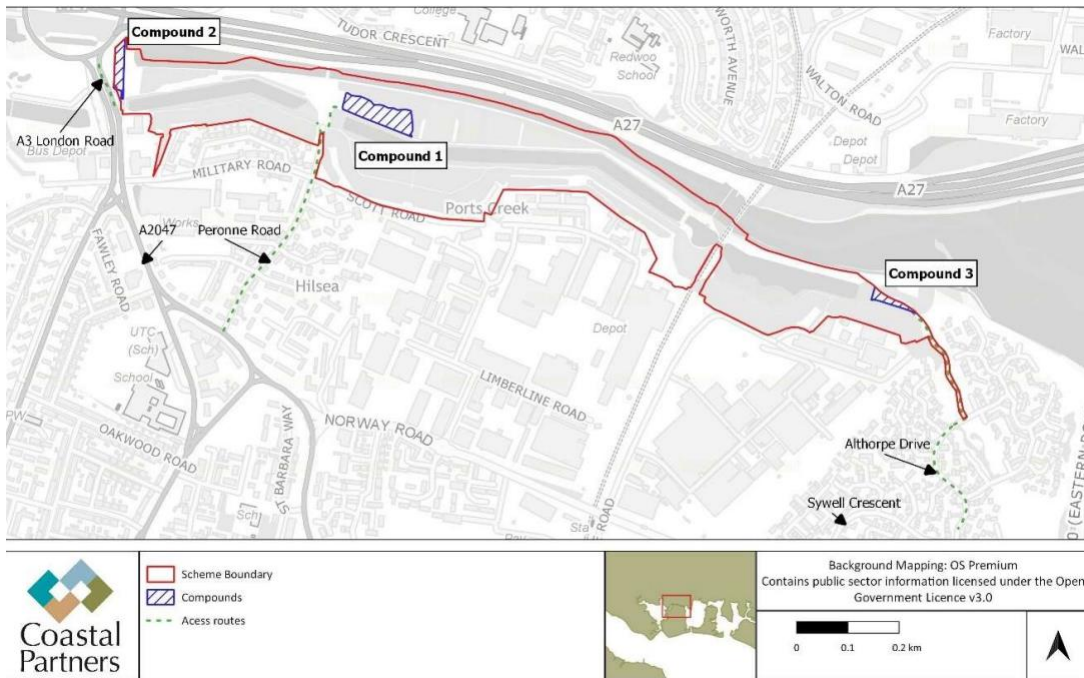 Compound 2
TUDOR CRESCENT
College
Redwoo
School
WORTH AVENUE
WALTON ROAD
Factory
WAL
Factory
Depot
Depot
A27
A27
A3 London Road
Bus Depot
Compound 1
MILITARY ROAD
SCOTT ROAD
Ports Creek
Works
A2047
Peronne Road
FAWLEY ROAD
Hilsea
Compound 3
Depot
UTC
(Sch)
School
PW
LIMBERLINE ROAD
OAKWOOD ROAD
NORWAY ROAD
ST BARBARA WAY
Sch
Sta
E ROAD
Althorpe Drive
Sywell Crescent
0 (EASTERN
Coastal
Partners
Scheme Boundary
Compounds
Acess routes
Background Mapping: OS Premium
Contains public sector information licensed under the Open
Government Licence v3.0
0 0.1 0.2 km